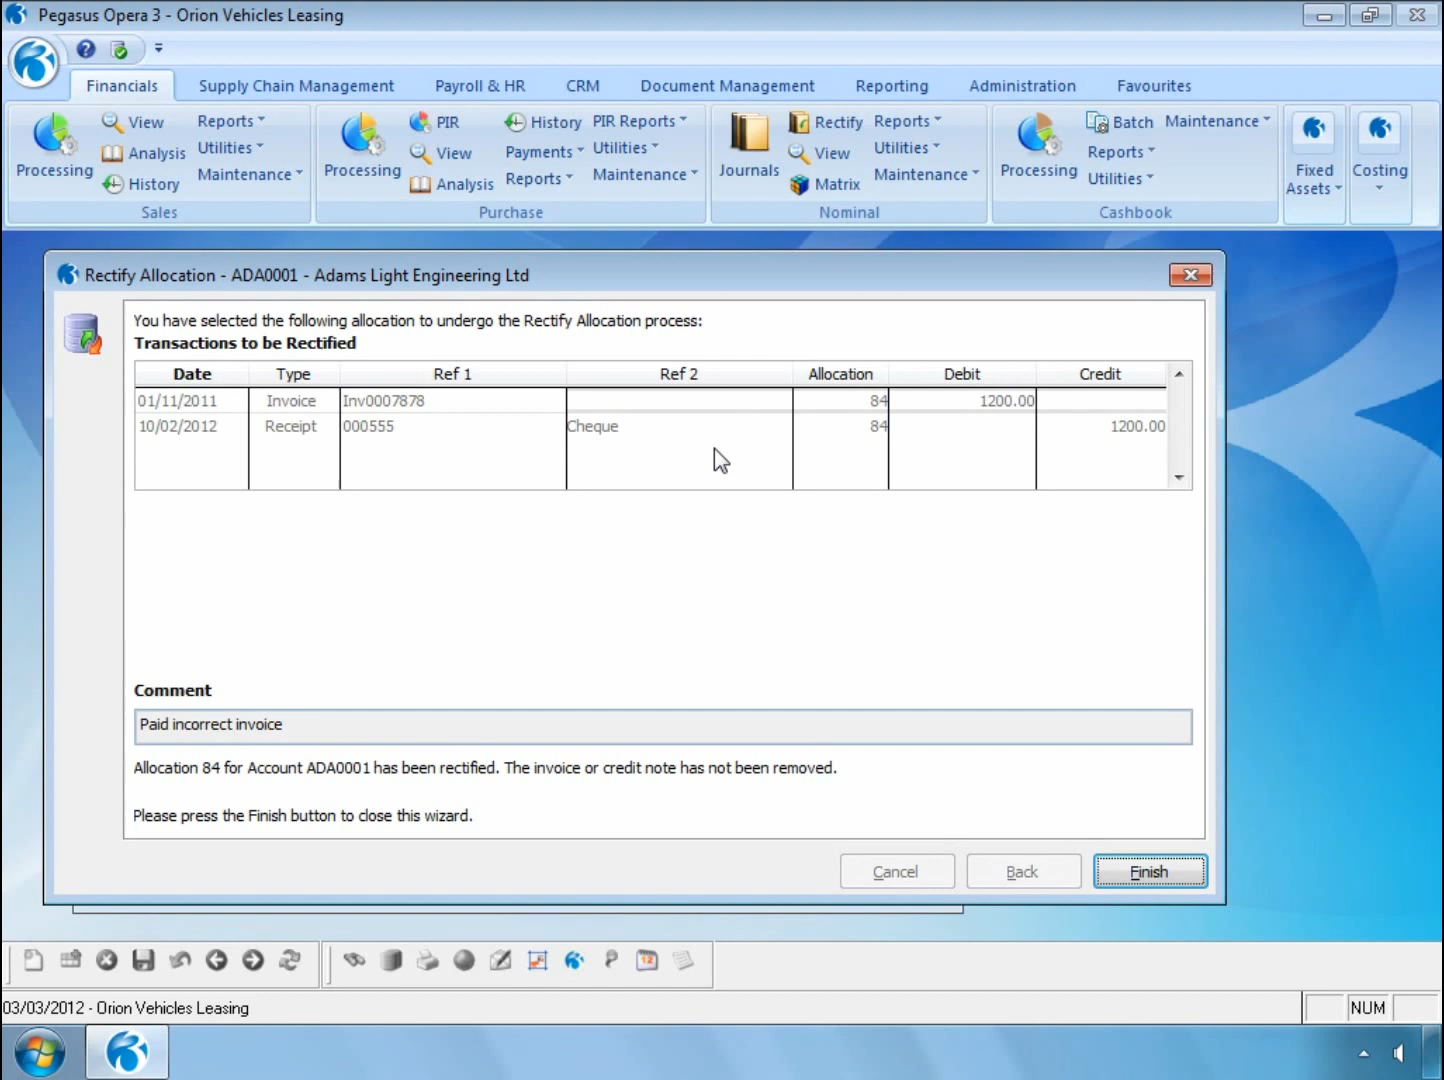 Pegasus Opera 3 - Orion Vehicles Leasing
Financials
Supply Chain Management
Payroll & HR
CRM
Document Management
Reporting
Administration
Favourites
Processing
View
Analysis
History
Reports
Utilities
Maintenance
Sales
Processing
PIR
View
Analysis
History
Payments
Reports
PIR Reports
Utilities
Maintenance
Purchase
Journals
Rectify
View
Matrix
Reports
Utilities
Maintenance
Nominal
Processing
Batch
Reports
Utilities
Maintenance
Cashbook
Fixed
Assets
Costing
Rectify Allocation - ADA0001 - Adams Light Engineering Ltd
You have selected the following allocation to undergo the Rectify Allocation process:
Transactions to be Rectified
Date Type Ref 1 Ref 2 Allocation Debit Credit
01/11/2011 Invoice Inv0007878 84 1200.00
10/02/2012 Receipt 000555 Cheque 84 1200.00
Comment
Paid incorrect invoice
Allocation 84 for Account ADA0001 has been rectified. The invoice or credit note has not been removed.
Please press the Finish button to close this wizard.
Cancel
Back
Finish
12
03/03/2012 - Orion Vehicles Leasing
NUM